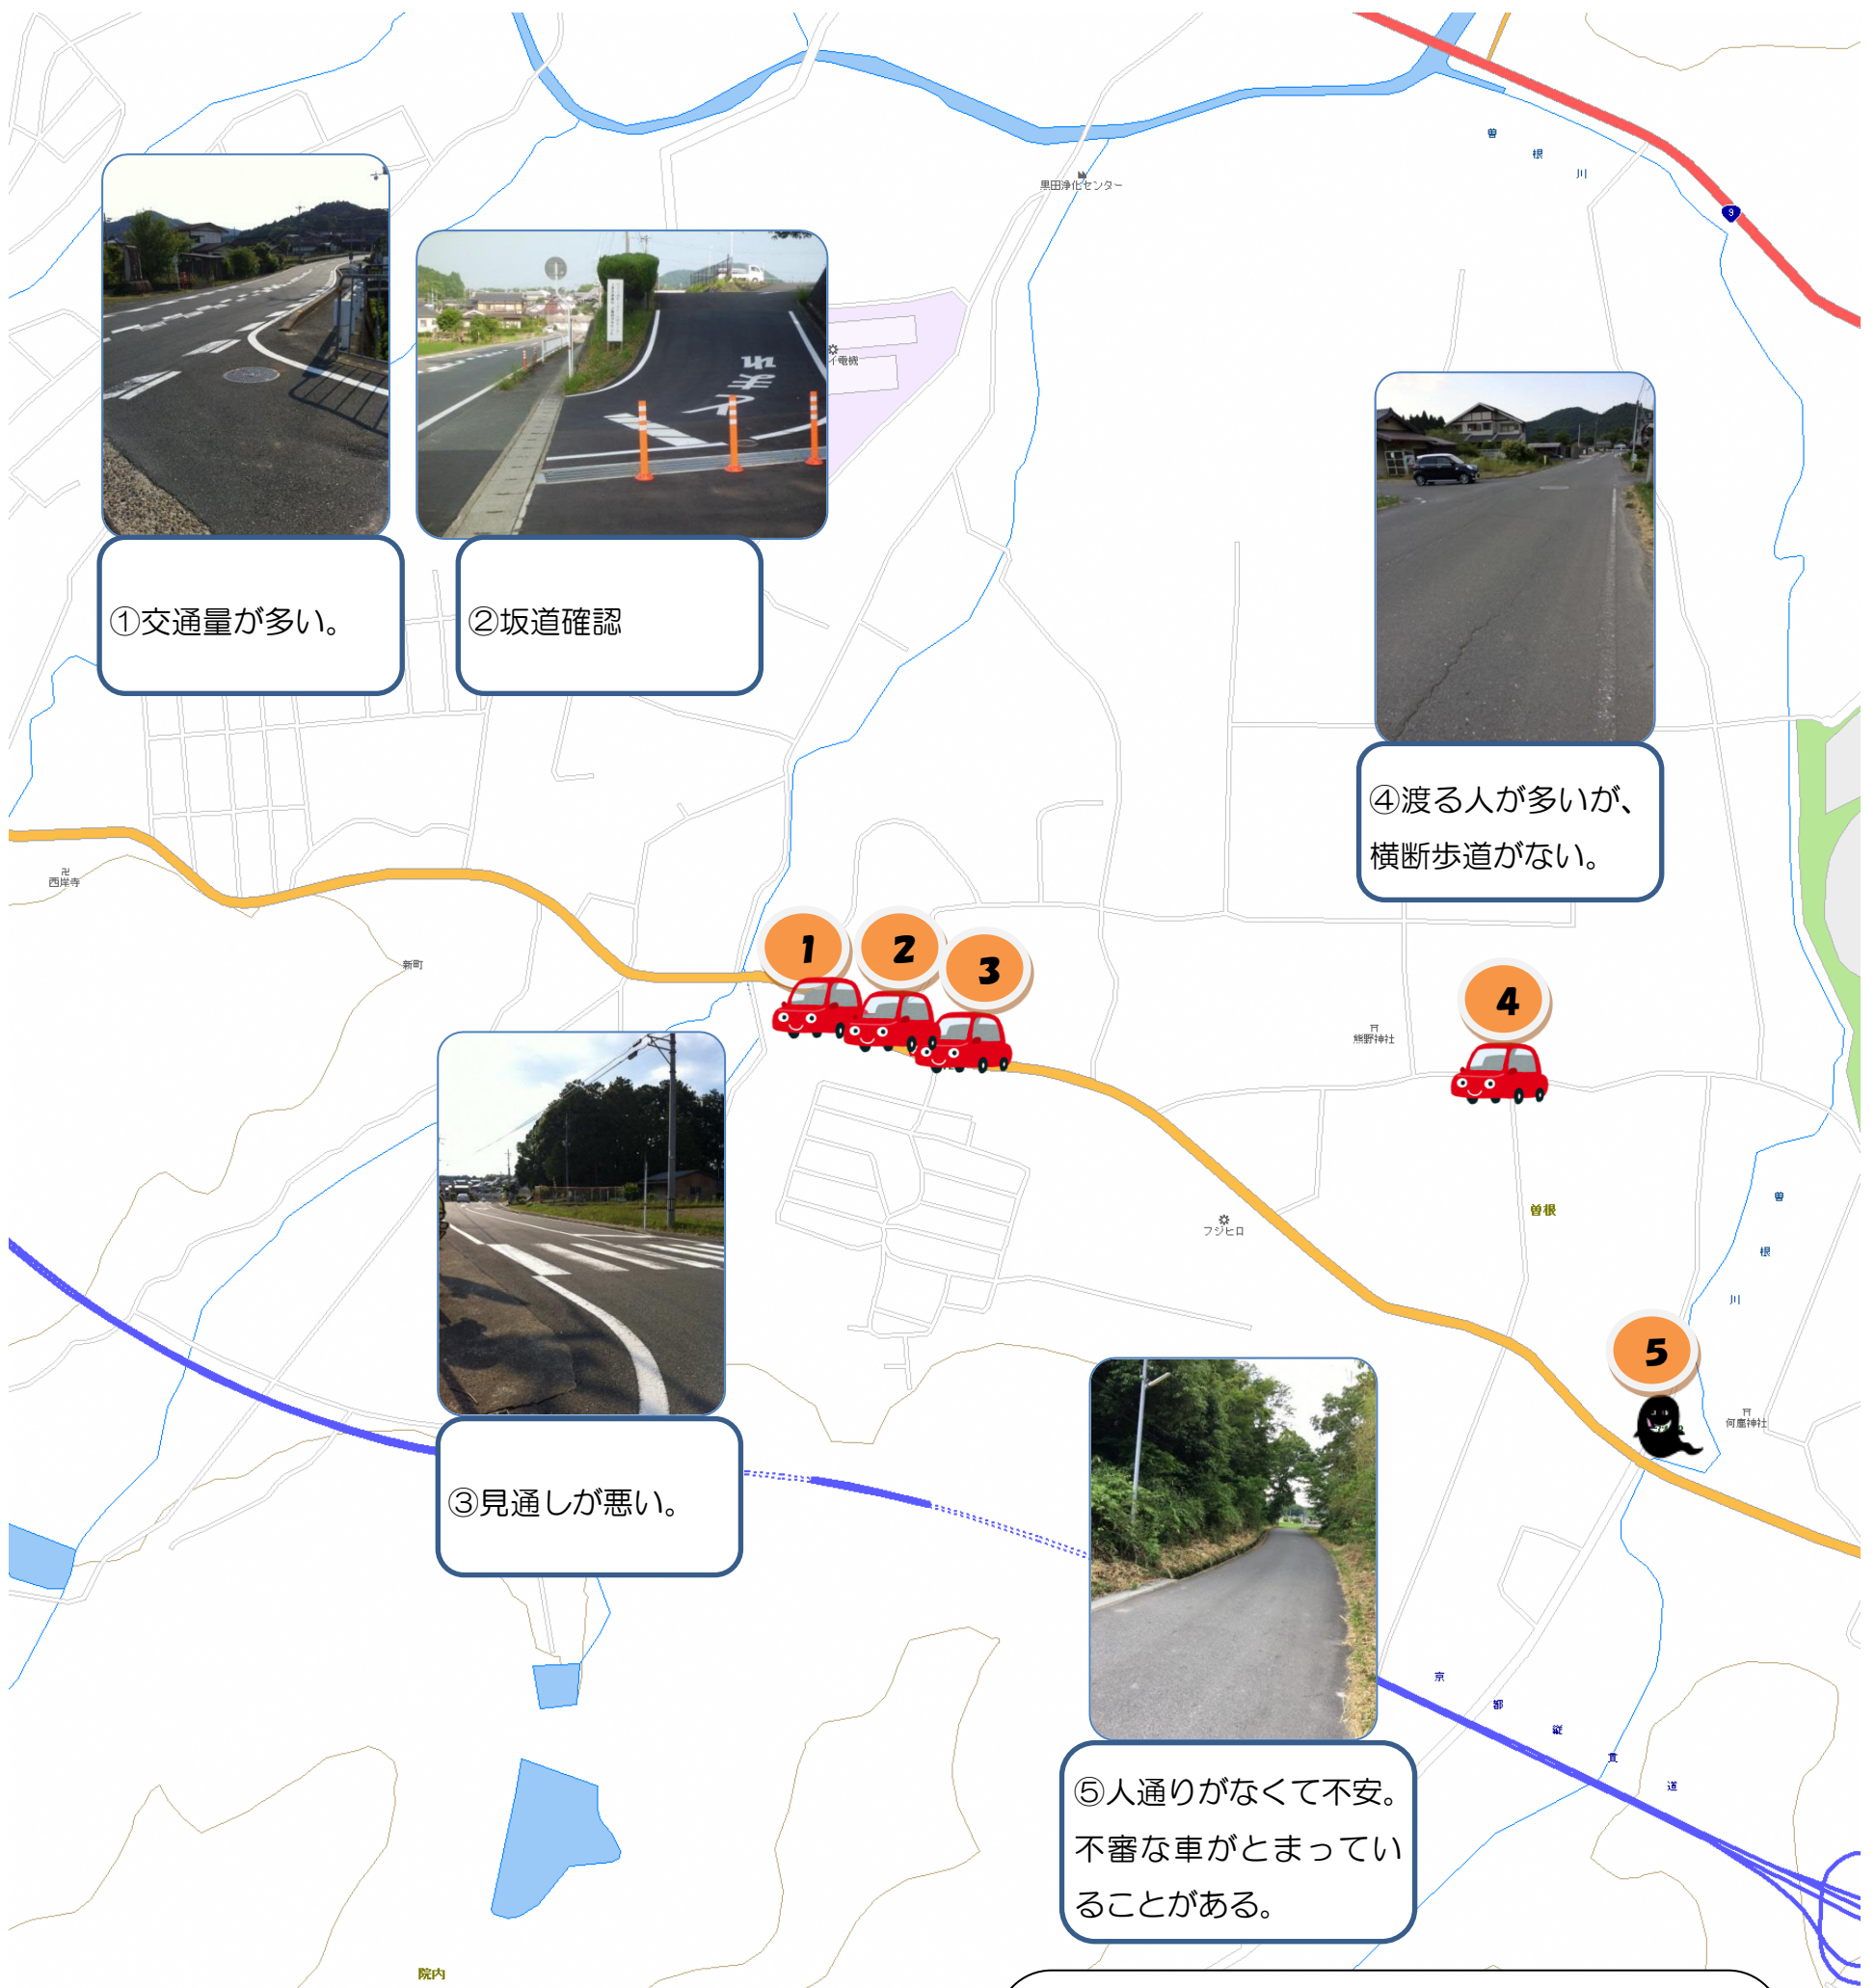 曽根川
黒田浄化センター
9
イ電機
とまれ
①交通量が多い。
②坂道確認
④渡る人が多いが、
横断歩道がない。
西岸寺
新町
1
2
3
4
熊野神社
曽根
曽根川
フジヒロ
5
何鹿神社
③見通しが悪い。
京都縦貫道
⑤人通りがなくて不安。
不審な車がとまってい
ることがある。
院内